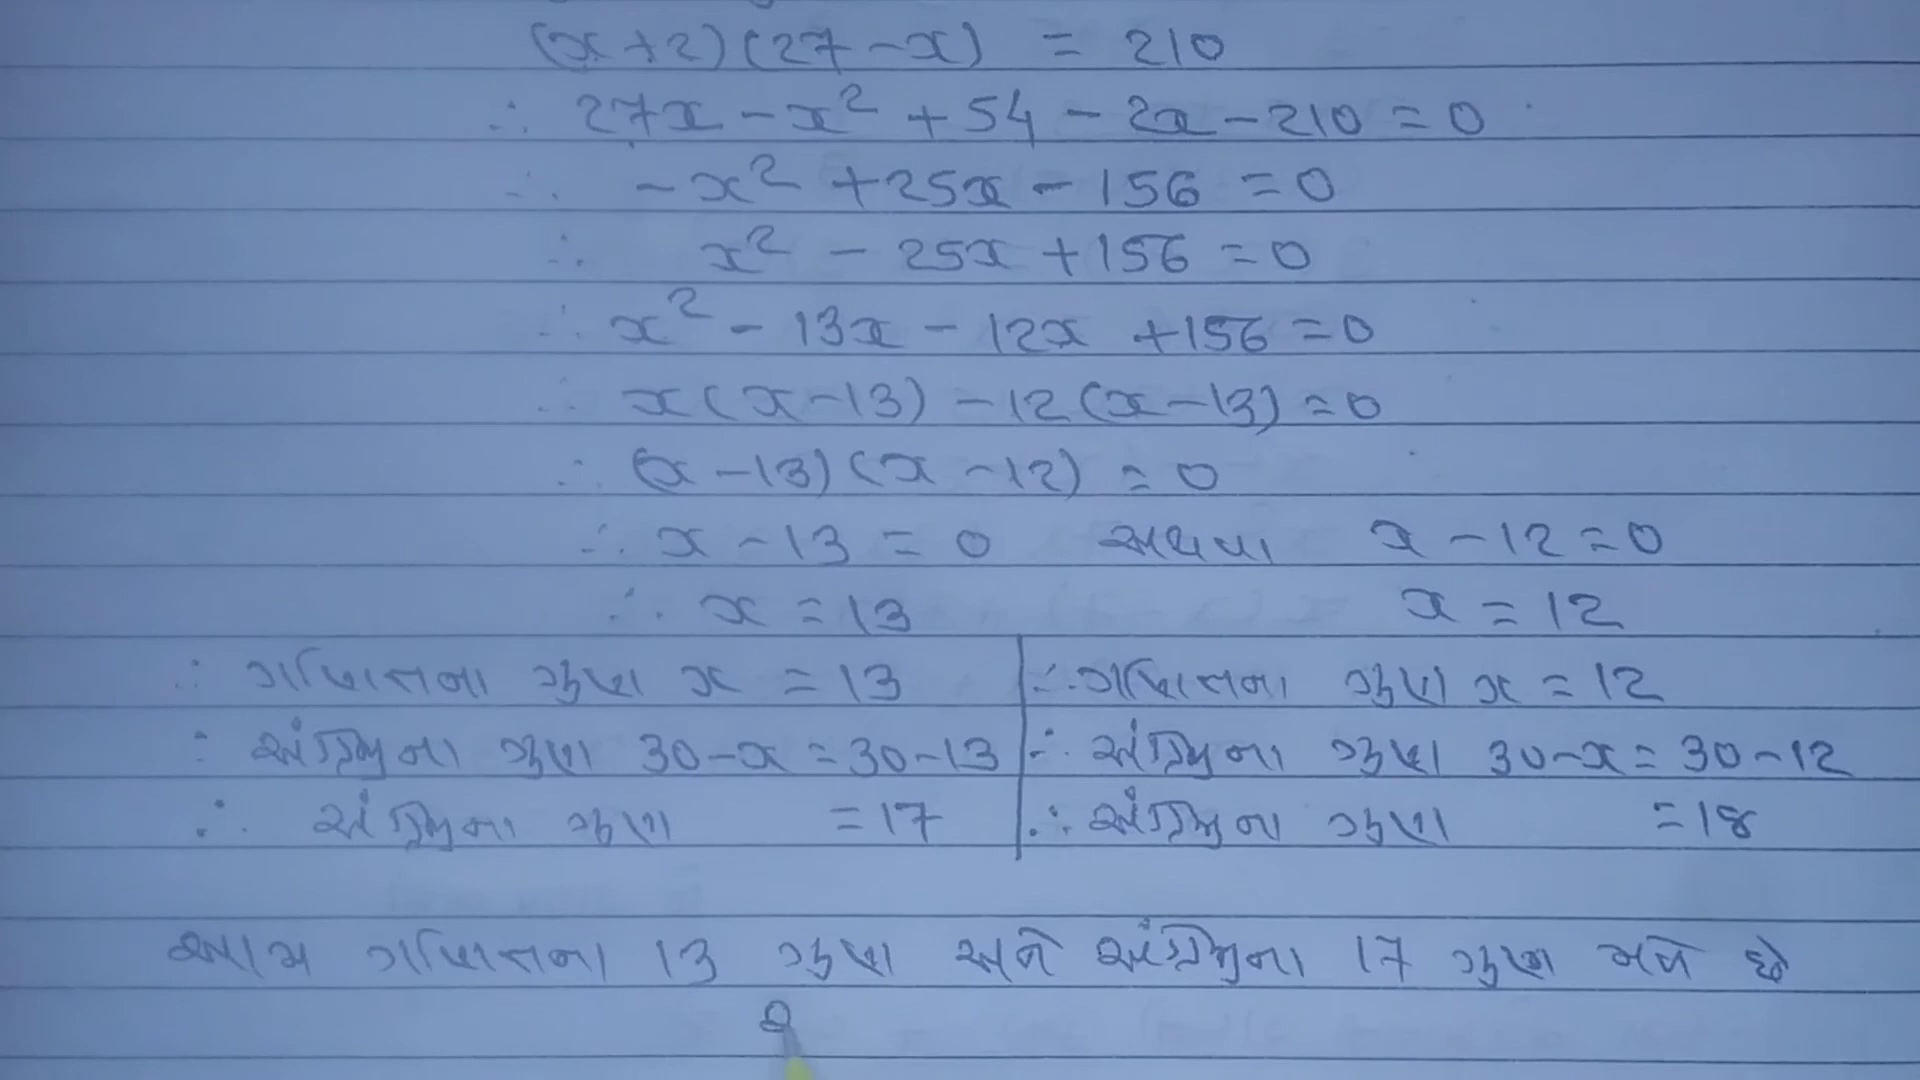 (x+2)(27-x) = 210
∴ 27x - x² + 54 - 2x - 210 = 0
∴ -x² + 25x - 156 = 0
∴ x² - 25x + 156 = 0
∴ x² - 13x - 12x + 156 = 0
∴ x(x-13) - 12(x-13) = 0
∴ (x-13)(x-12) = 0
∴ x - 13 = 0 અથવા x - 12 = 0
∴ x = 13 x = 12
∴ ગણિતના ગુણ x = 13 ∴ ગણિતના ગુણ x = 12
∴ અંગ્રેજીના ગુણ 30-x = 30-13 ∴ અંગ્રેજીના ગુણ 30-x = 30-12
∴ અંગ્રેજીના ગુણ = 17 ∴ અંગ્રેજીના ગુણ = 18
આમ ગણિતના 13 ગુણ અને અંગ્રેજીના 17 ગુણ મળે છે